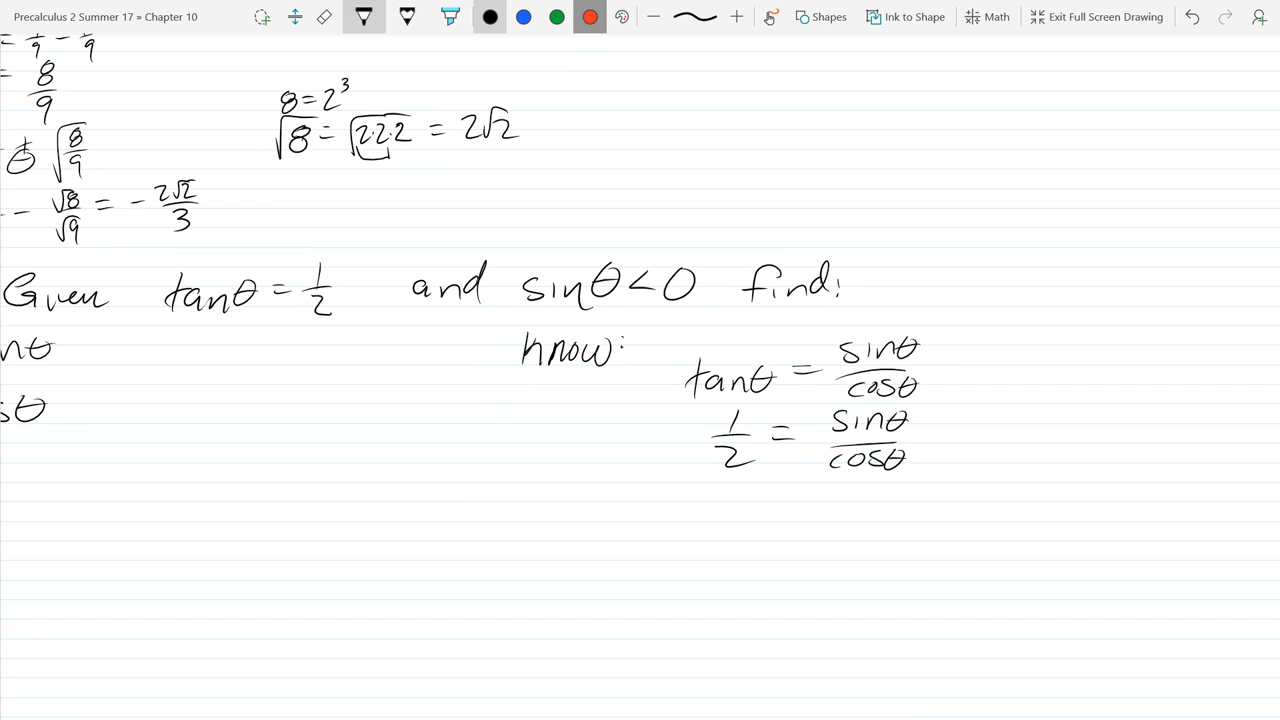 Precalculus 2 Summer 17 » Chapter 10
Shapes
Ink to Shape
Math
Exit Full Screen Drawing
= 8/9
8 = 2³
√8 = √2·2·2 = 2√2
√(8/9)
- √8/√9 = - 2√2/3
Given tanθ = 1/2 and sinθ < 0 find:
nθ
know:
tanθ = sinθ/cosθ
sθ
1/2 = sinθ/cosθ